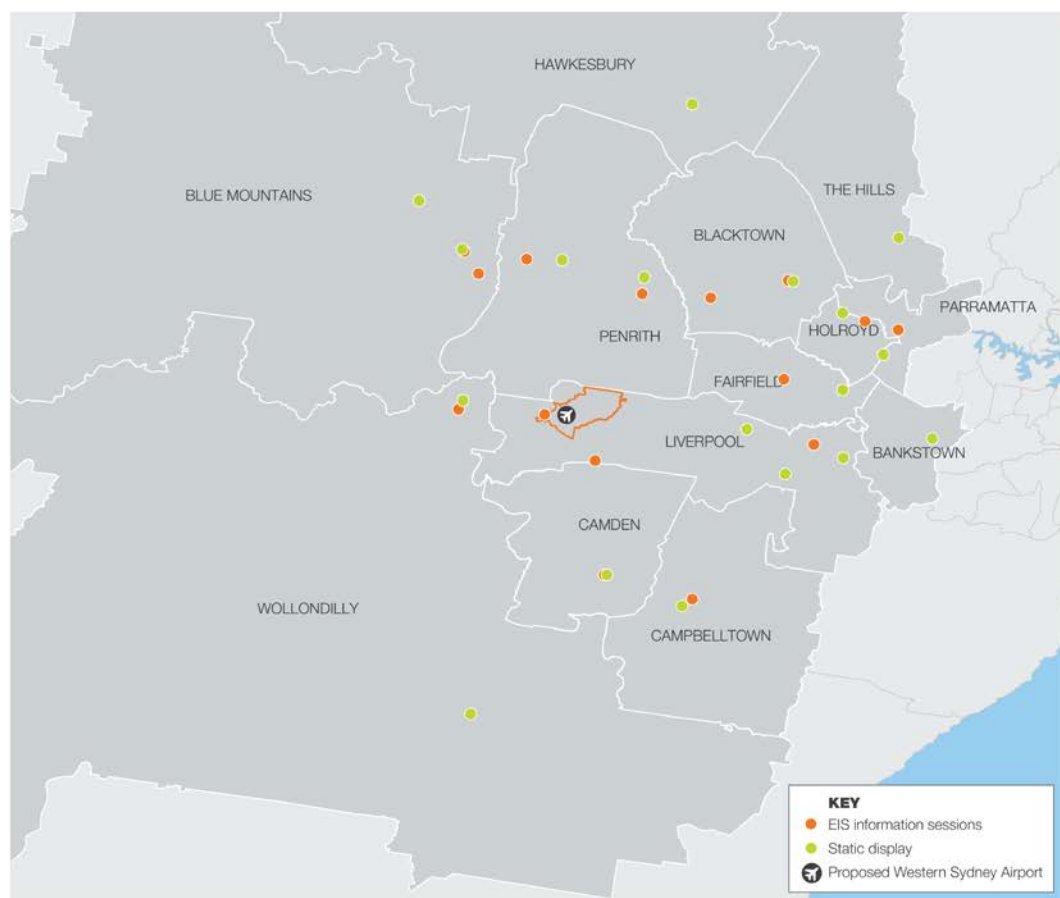 HAWKESBURY
BLUE MOUNTAINS
THE HILLS
BLACKTOWN
PARRAMATTA
HOLROYD
PENRITH
FAIRFIELD
LIVERPOOL
BANKSTOWN
CAMDEN
WOLLONDILLY
CAMPBELLTOWN
KEY
EIS information sessions
Static display
Proposed Western Sydney Airport